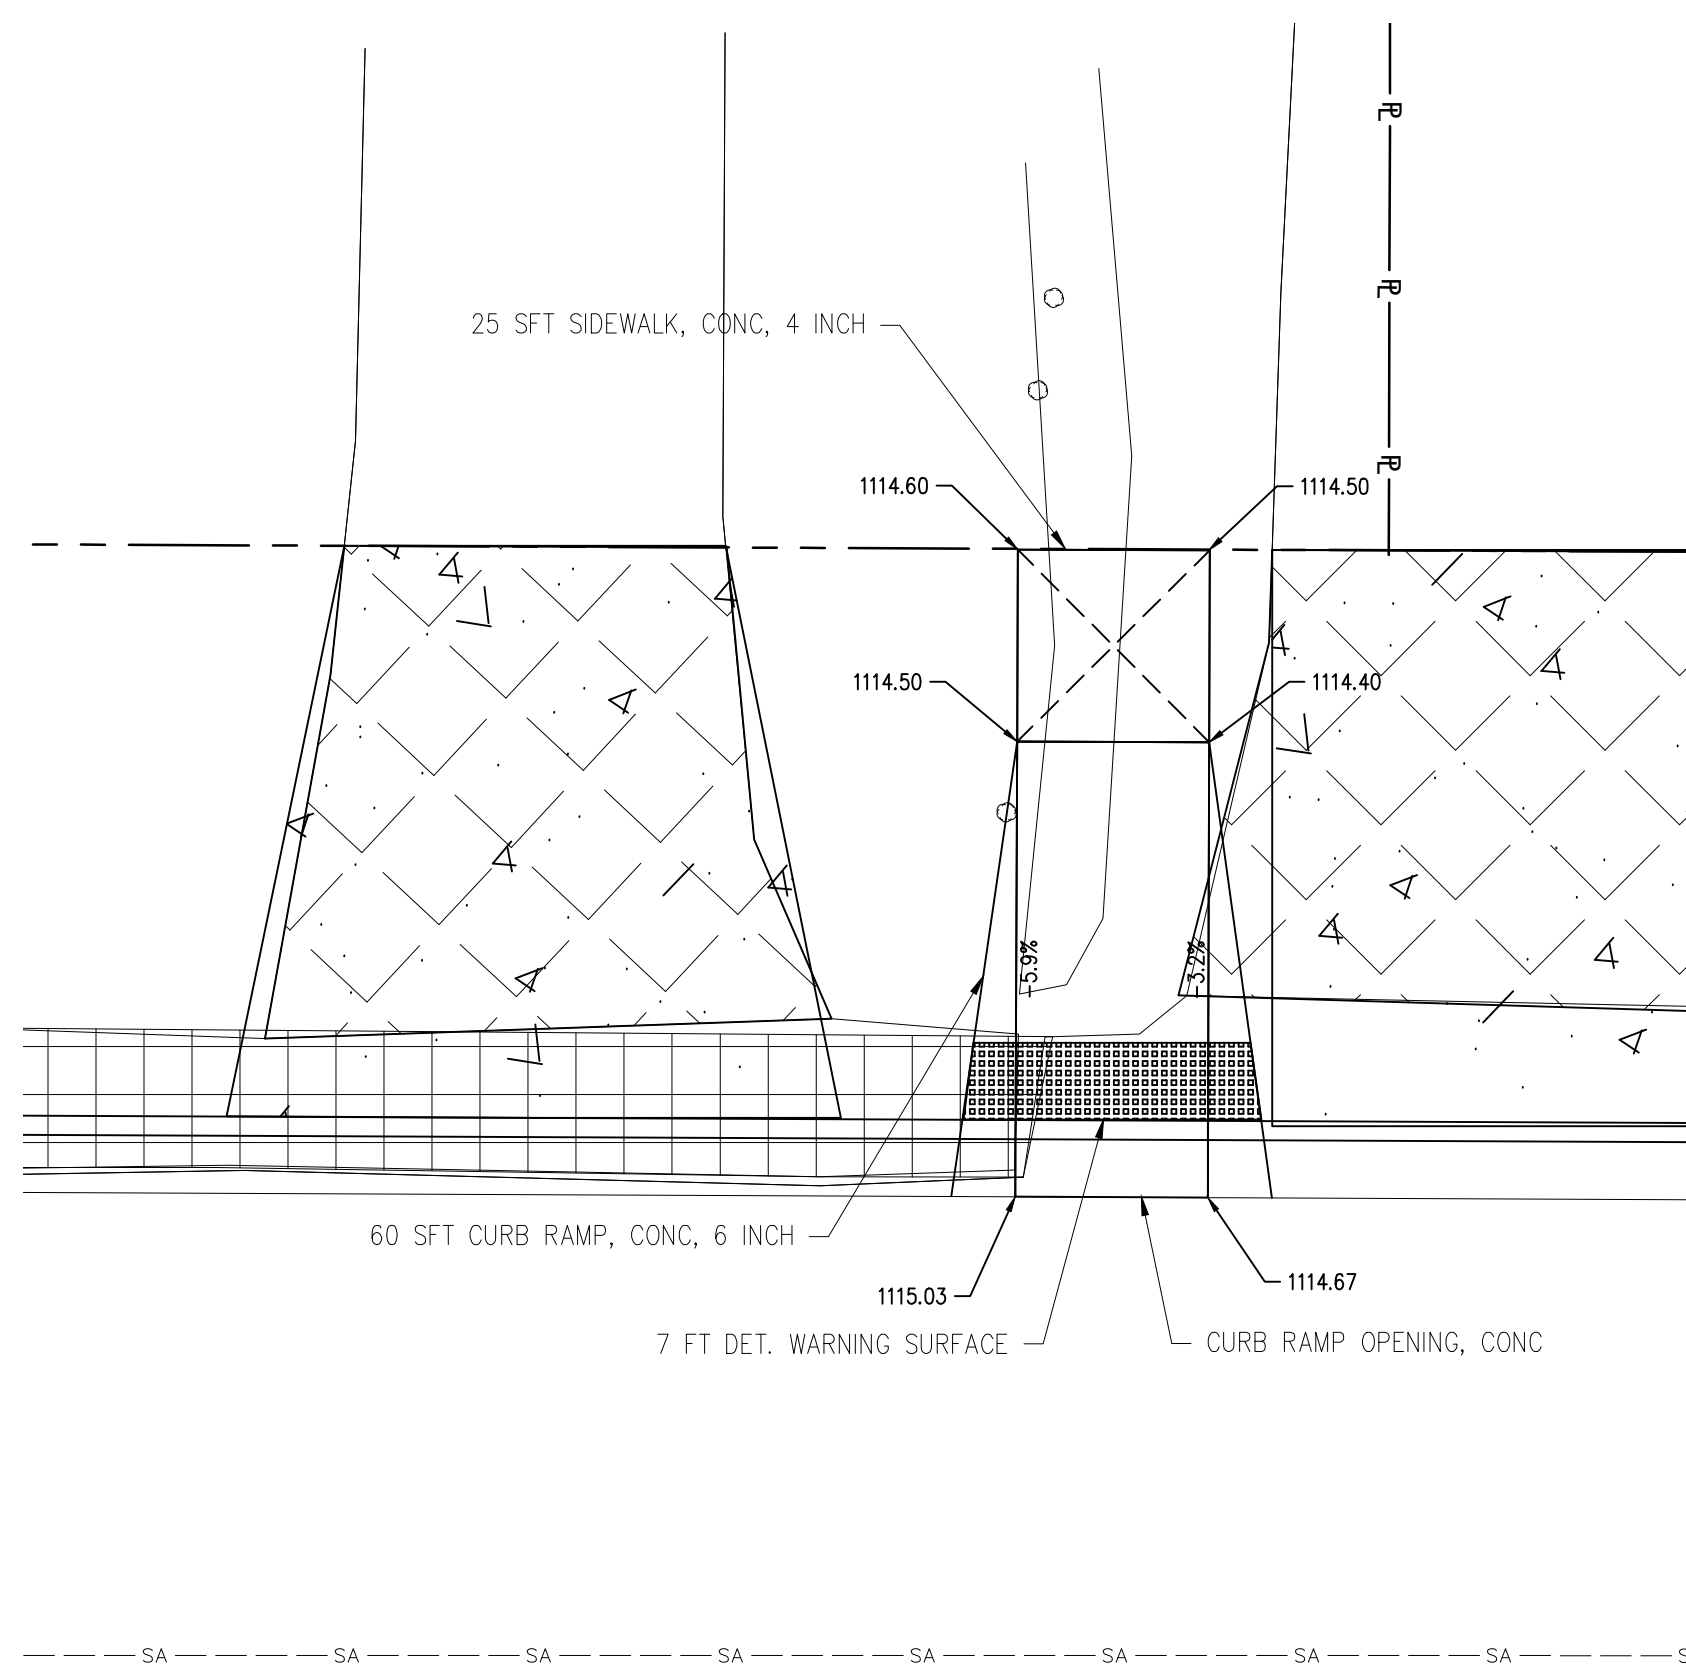 PL
PL
25 SFT SIDEWALK, CONC, 4 INCH
PL
1114.60
1114.50
1114.50
1114.40
-5.9%
-3.2%
60 SFT CURB RAMP, CONC, 6 INCH
1115.03
1114.67
7 FT DET. WARNING SURFACE
CURB RAMP OPENING, CONC
SA SA SA SA SA SA SA SA